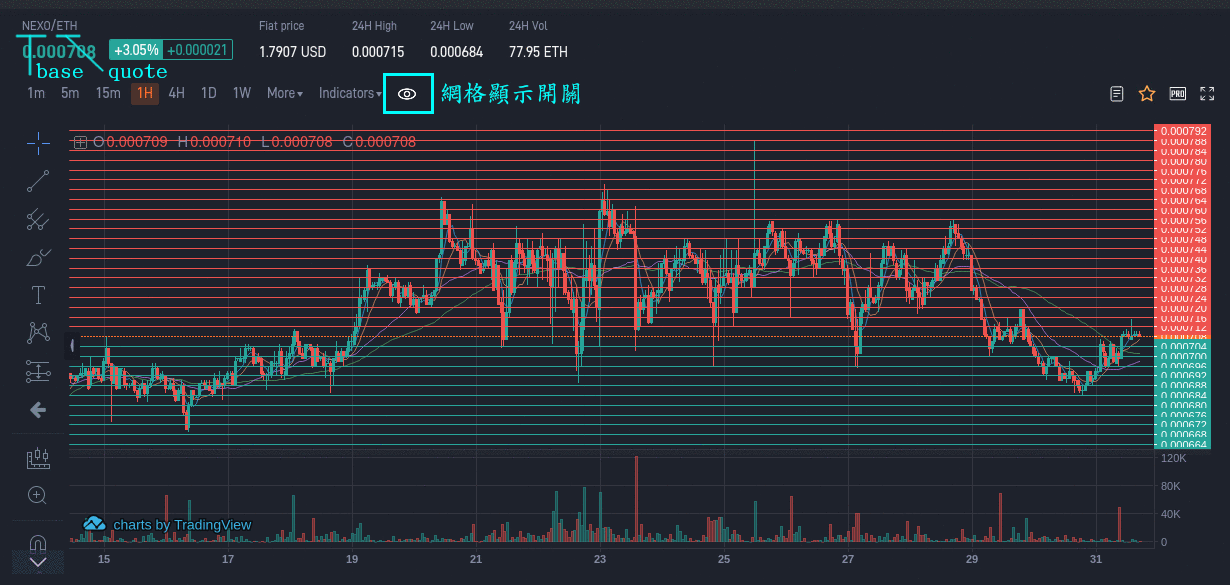 NEXO/ETH
0.000708
+3.05% +0.000021
Fiat price
1.7907 USD
24H High
0.000715
24H Low
0.000684
24H Vol
77.95 ETH
base quote
1m 5m 15m 1H 4H 1D 1W More Indicators
網格顯示開關
PRO
O0.000709 H0.000710 L0.000708 C0.000708
0.000792
0.000788
0.000784
0.000780
0.000776
0.000772
0.000768
0.000764
0.000760
0.000756
0.000752
0.000748
0.000744
0.000740
0.000736
0.000732
0.000728
0.000724
0.000720
0.000716
0.000712
0.000708
0.000704
0.000700
0.000696
0.000692
0.000688
0.000684
0.000680
0.000676
0.000672
0.000668
0.000664
120K
80K
40K
0
charts by TradingView
15 17 19 21 23 25 27 29 31